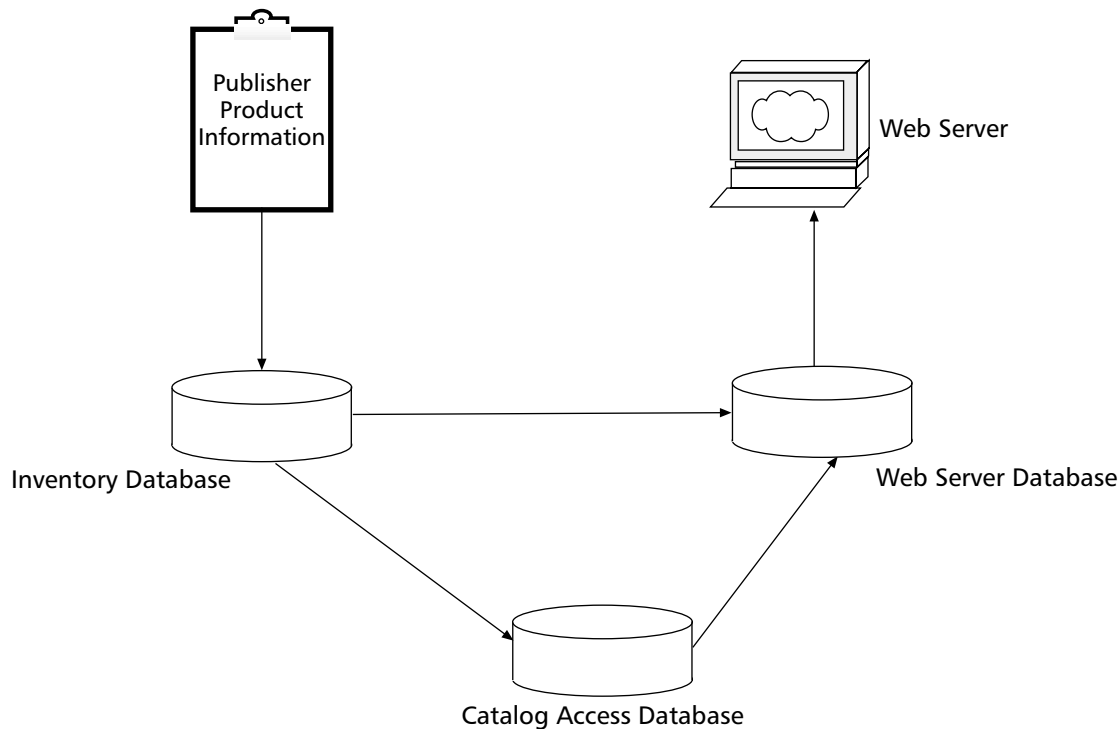 Publisher
Product
Information
Web Server
Inventory Database
Web Server Database
Catalog Access Database